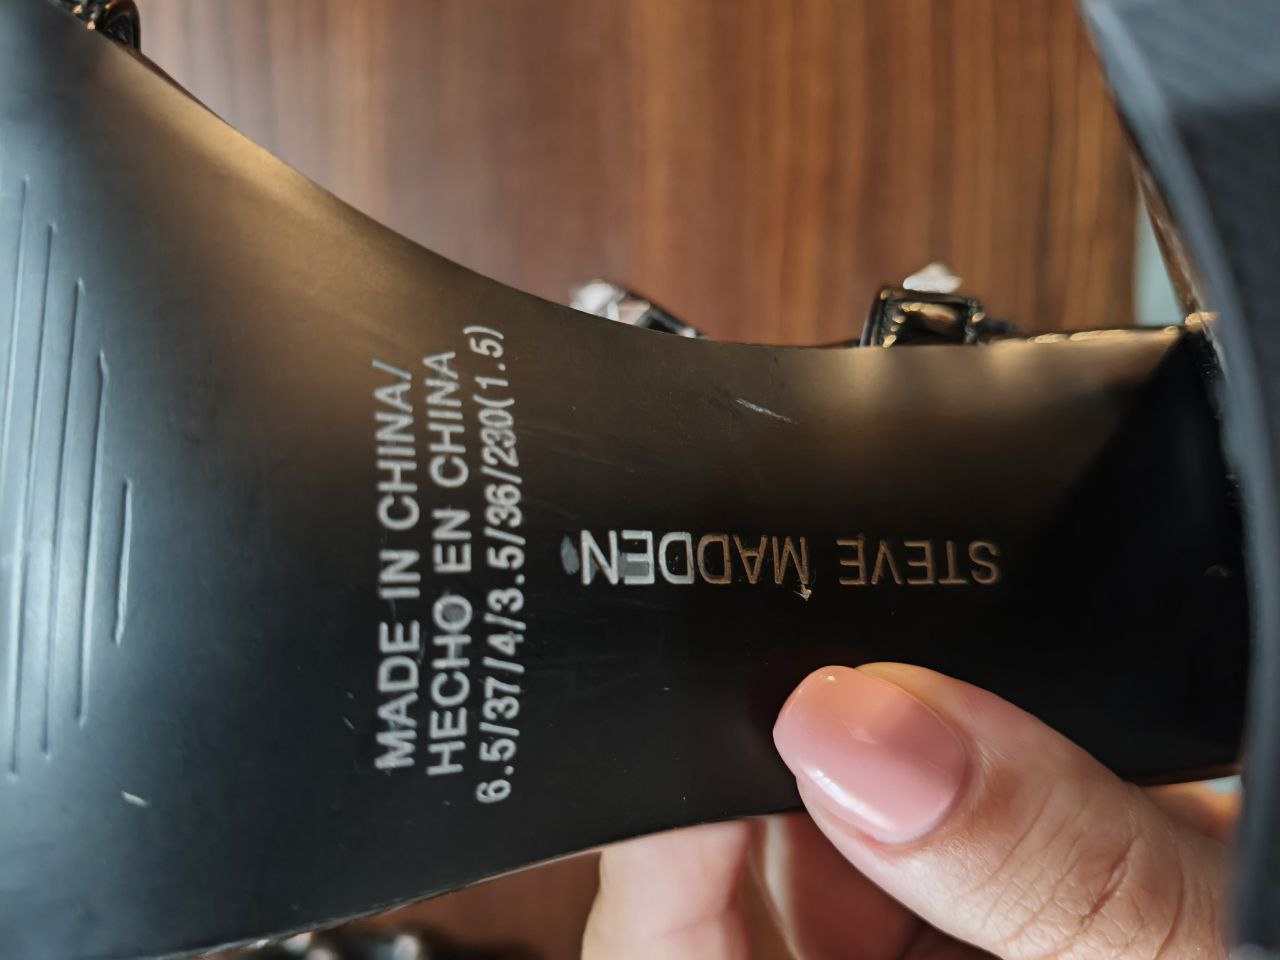 MADE IN CHINA/
HECHO EN CHINA
6.5/37/4/3.5/36/230(1.5)
STEVE MADDEN